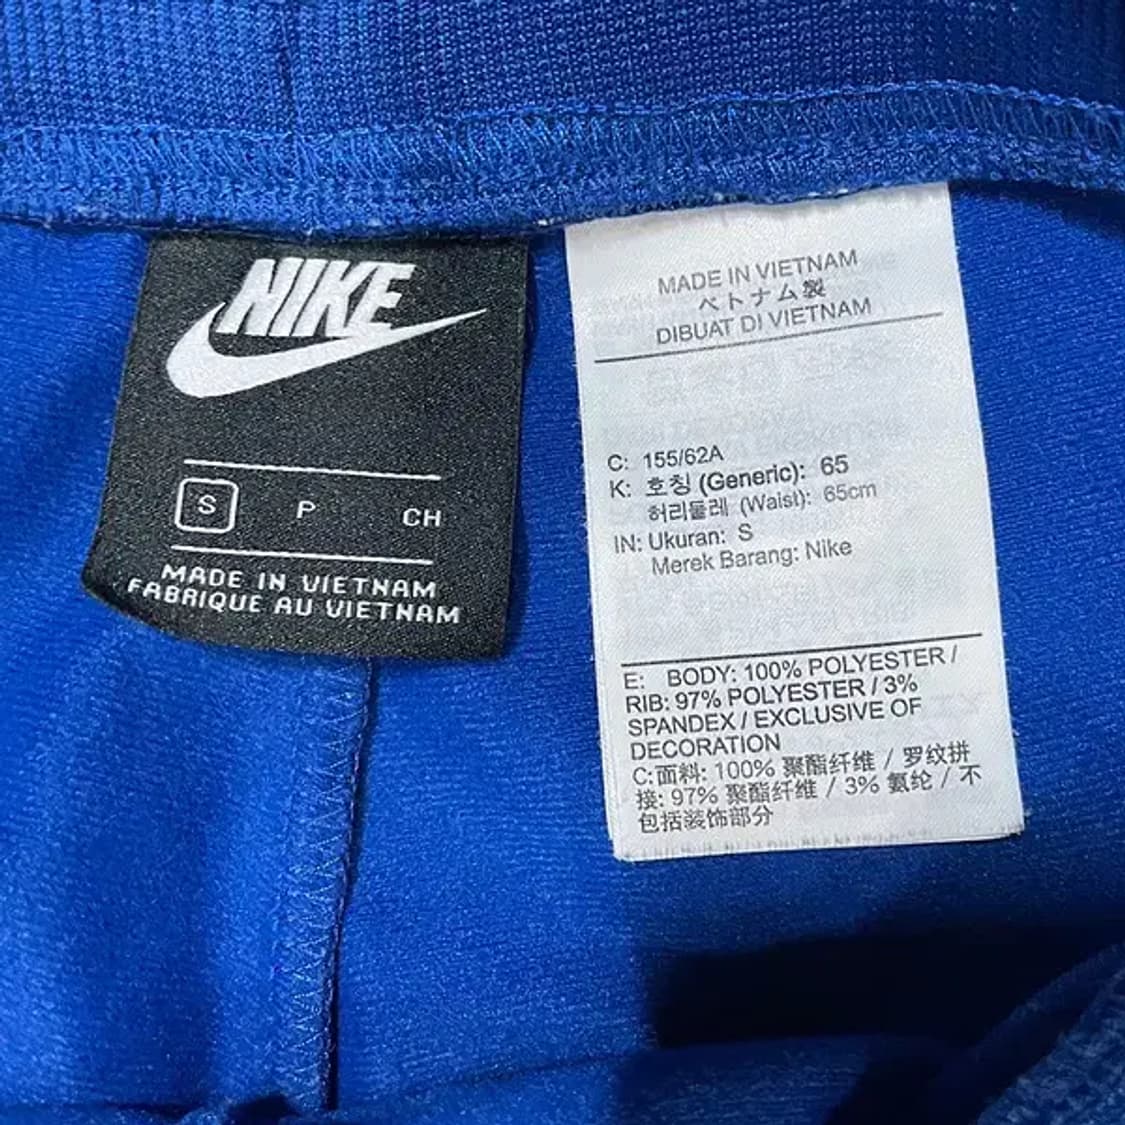 NIKE
S P CH
MADE IN VIETNAM
FABRIQUÉ AU VIETNAM
MADE IN VIETNAM
ベトナム製
DIBUAT DI VIETNAM
C: 155/62A
K: 호칭 (Generic): 65
허리둘레 (Waist): 65cm
IN: Ukuran: S
Merek Barang: Nike
E: BODY: 100% POLYESTER /
RIB: 97% POLYESTER / 3%
SPANDEX / EXCLUSIVE OF
DECORATION
C:面料: 100% 聚酯纤维 / 罗纹拼
接: 97% 聚酯纤维 / 3% 氨纶 / 不
包括装饰部分